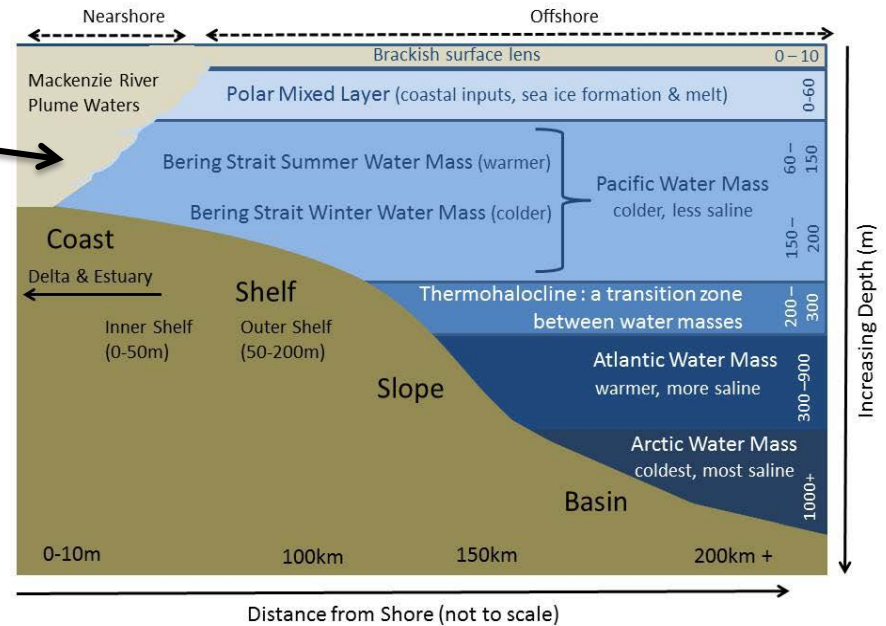 Nearshore
Offshore
Brackish surface lens
0 – 10
Mackenzie River
Plume Waters
Polar Mixed Layer (coastal inputs, sea ice formation & melt)
0-60
Bering Strait Summer Water Mass (warmer)
60 –
150
Bering Strait Winter Water Mass (colder)
Pacific Water Mass
colder, less saline
150 –
200
Coast
Delta & Estuary
Shelf
Inner Shelf
(0-50m)
Outer Shelf
(50-200m)
Thermohalocline : a transition zone
between water masses
200 –
300
Slope
Atlantic Water Mass
warmer, more saline
300 –900
Arctic Water Mass
coldest, most saline
1000+
Basin
0-10m
100km
150km
200km +
Increasing Depth (m)
Distance from Shore (not to scale)